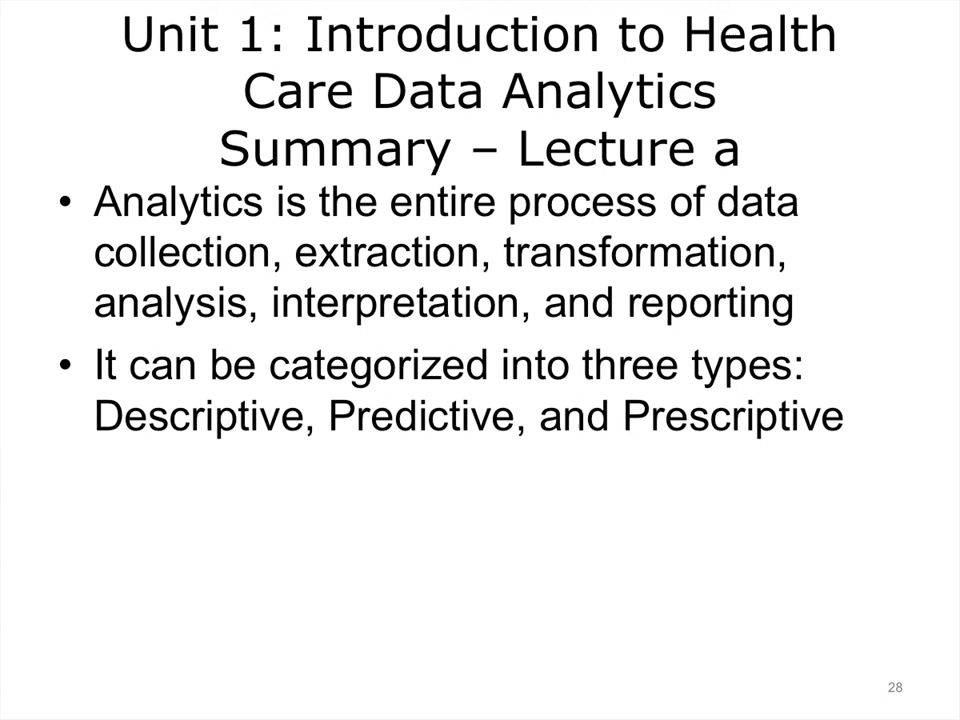 Unit 1: Introduction to Health
Care Data Analytics
Summary – Lecture a
• Analytics is the entire process of data
collection, extraction, transformation,
analysis, interpretation, and reporting
• It can be categorized into three types:
Descriptive, Predictive, and Prescriptive
28